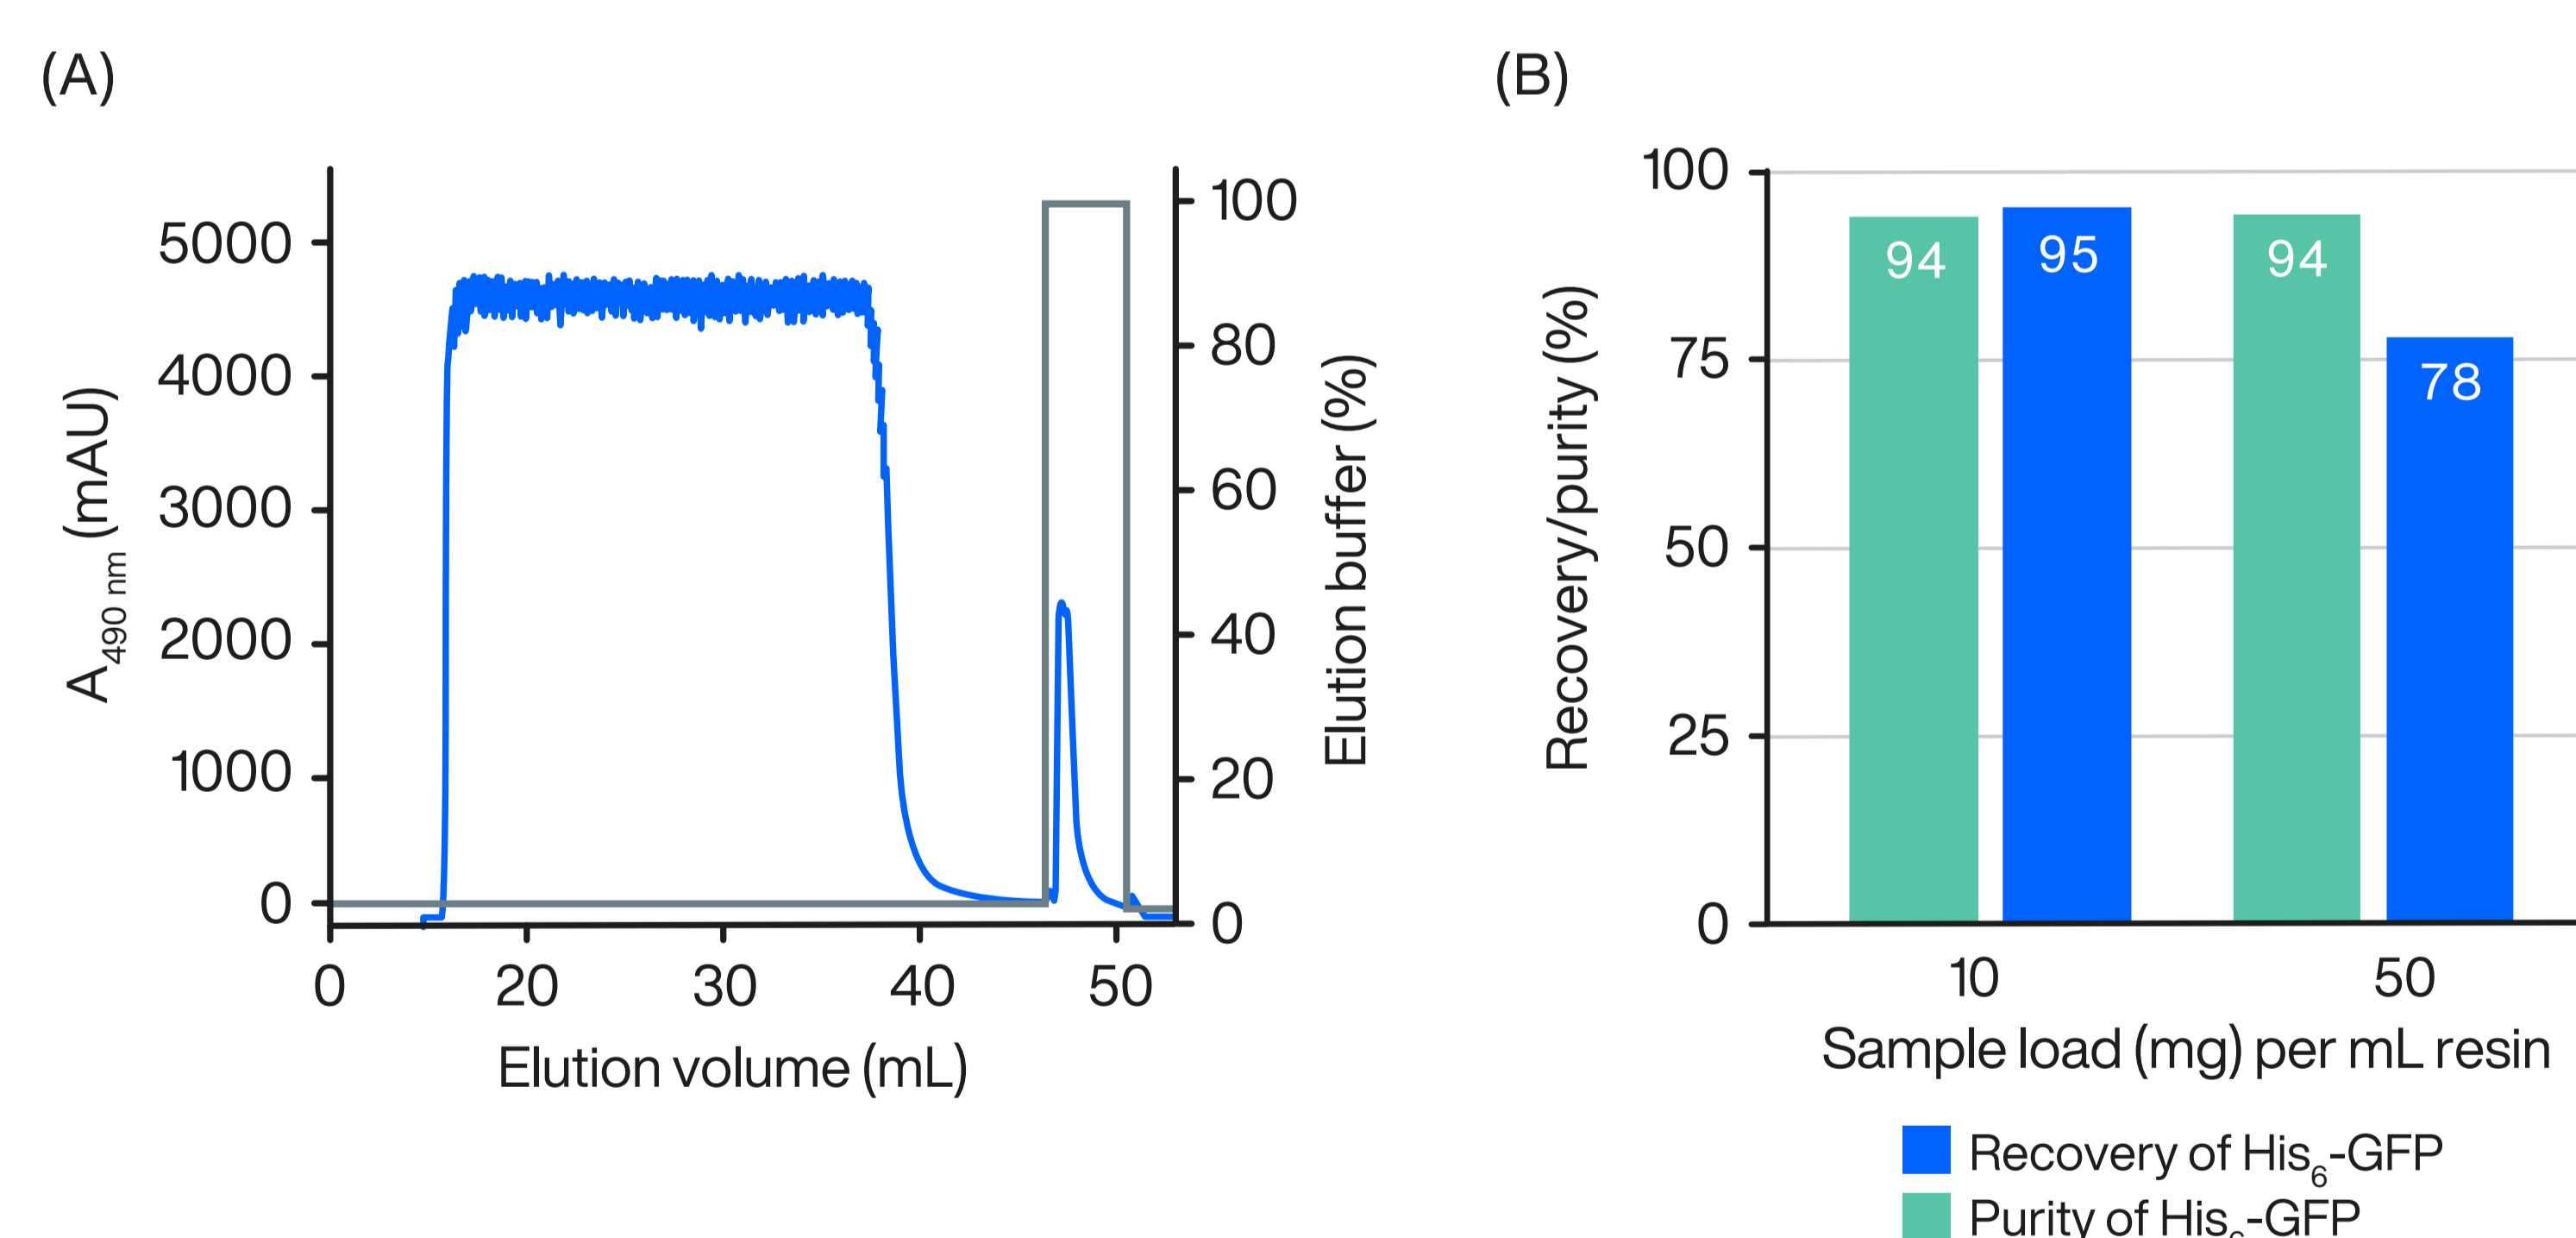 (A)
5000
4000
3000
2000
1000
0
A490 nm (mAU)
100
80
60
40
20
0
Elution buffer (%)
0 20 30 40 50
Elution volume (mL)
(B)
100
75
50
25
0
Recovery/purity (%)
94 95 94 78
10 50
Sample load (mg) per mL resin
Recovery of His6-GFP
Purity of His6-GFP